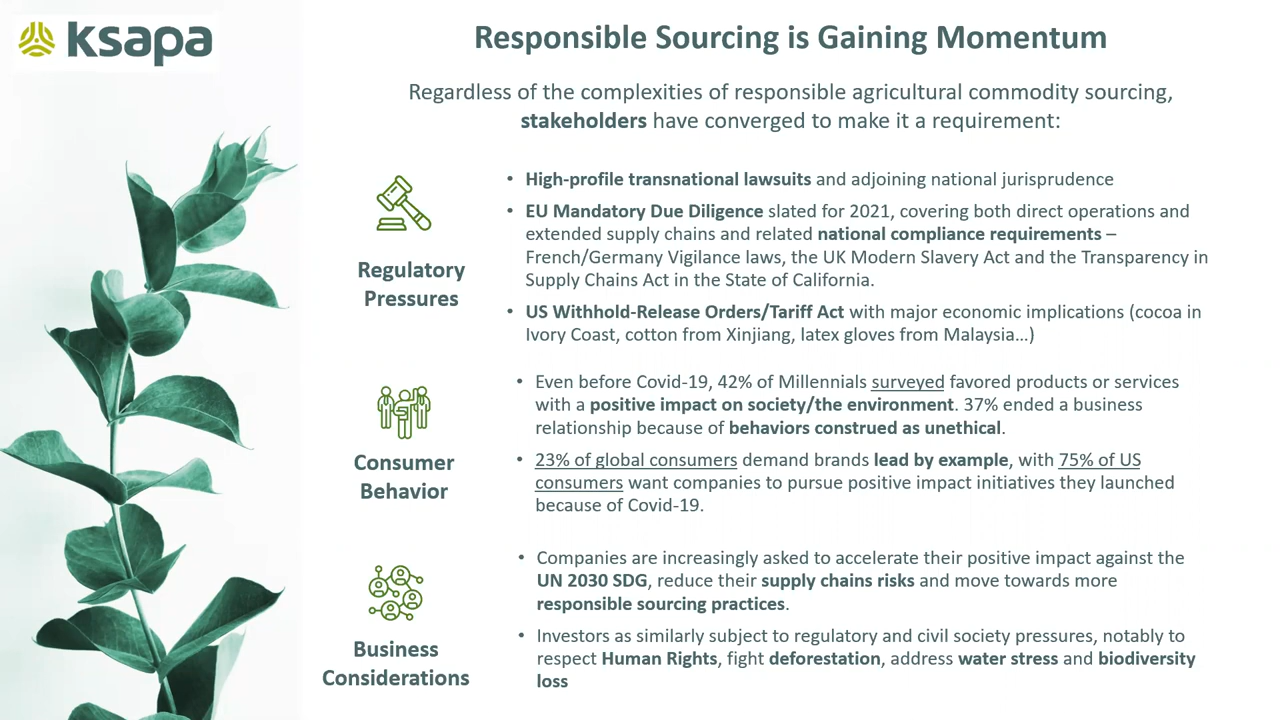 ksapa
Responsible Sourcing is Gaining Momentum
Regardless of the complexities of responsible agricultural commodity sourcing,
stakeholders have converged to make it a requirement:
Regulatory
Pressures
• High-profile transnational lawsuits and adjoining national jurisprudence
• EU Mandatory Due Diligence slated for 2021, covering both direct operations and
extended supply chains and related national compliance requirements –
French/Germany Vigilance laws, the UK Modern Slavery Act and the Transparency in
Supply Chains Act in the State of California.
• US Withhold-Release Orders/Tariff Act with major economic implications (cocoa in
Ivory Coast, cotton from Xinjiang, latex gloves from Malaysia…)
Consumer
Behavior
• Even before Covid-19, 42% of Millennials surveyed favored products or services
with a positive impact on society/the environment. 37% ended a business
relationship because of behaviors construed as unethical.
• 23% of global consumers demand brands lead by example, with 75% of US
consumers want companies to pursue positive impact initiatives they launched
because of Covid-19.
Business
Considerations
• Companies are increasingly asked to accelerate their positive impact against the
UN 2030 SDG, reduce their supply chains risks and move towards more
responsible sourcing practices.
• Investors as similarly subject to regulatory and civil society pressures, notably to
respect Human Rights, fight deforestation, address water stress and biodiversity
loss